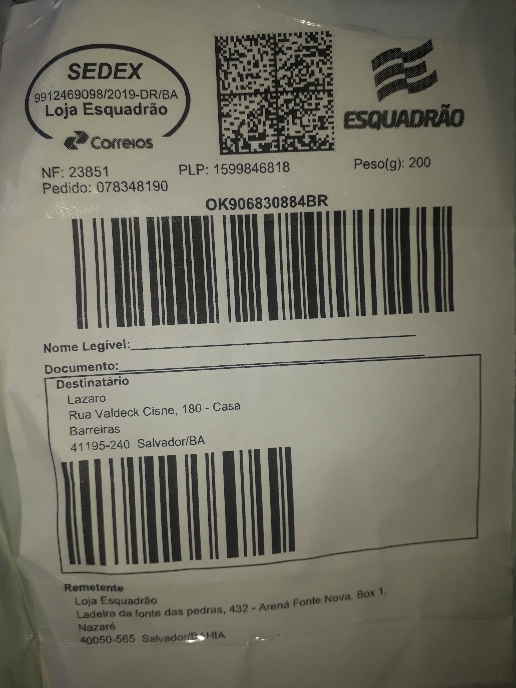 SEDEX
9912469098/2019-DR/BA
Loja Esquadrão
Correios
ESQUADRÃO
NF: 23851
PLP: 1599846818
Peso(g): 200
Pedido: 078348190
OK906830884BR
Nome Legível:
Documento:
Destinatário
Lazaro
Rua Valdeck Cisne, 180 - Casa
Barreiras
41195-240 Salvador/BA
Remetente
Loja Esquadrão
Ladeira da fonte das pedras, 432 - Arena Fonte Nova. Box 1.
Nazaré
40050-565 Salvador/BAHIA